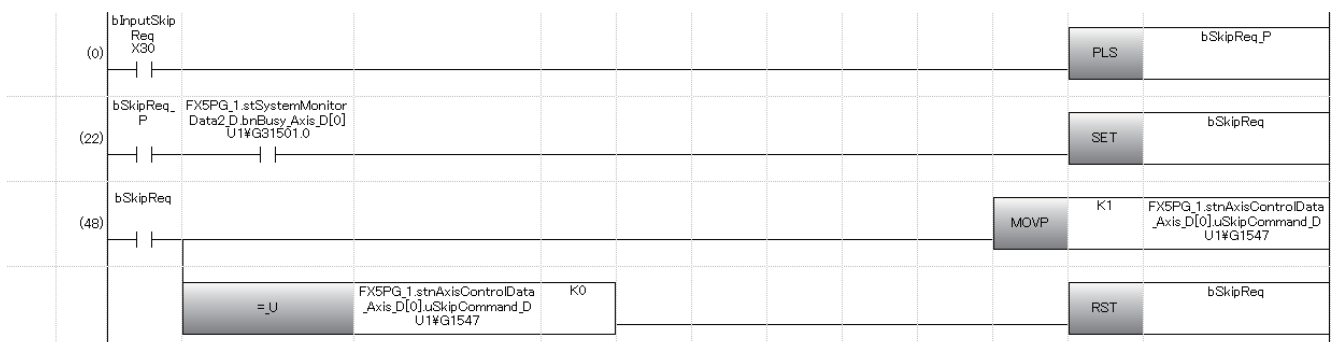 bInputSkip
Req
X30
(0)
PLS
bSkipReq_P
bSkipReq_
P
FX5PG_1.stSystemMonitor
Data2_D.bnBusy_Axis_D[0]
U1¥G31501.0
(22)
SET
bSkipReq
bSkipReq
(48)
MOVP
K1
FX5PG_1.stnAxisControlData
_Axis_D[0].uSkipCommand_D
U1¥G1547
=_U
FX5PG_1.stnAxisControlData
_Axis_D[0].uSkipCommand_D
U1¥G1547
K0
RST
bSkipReq